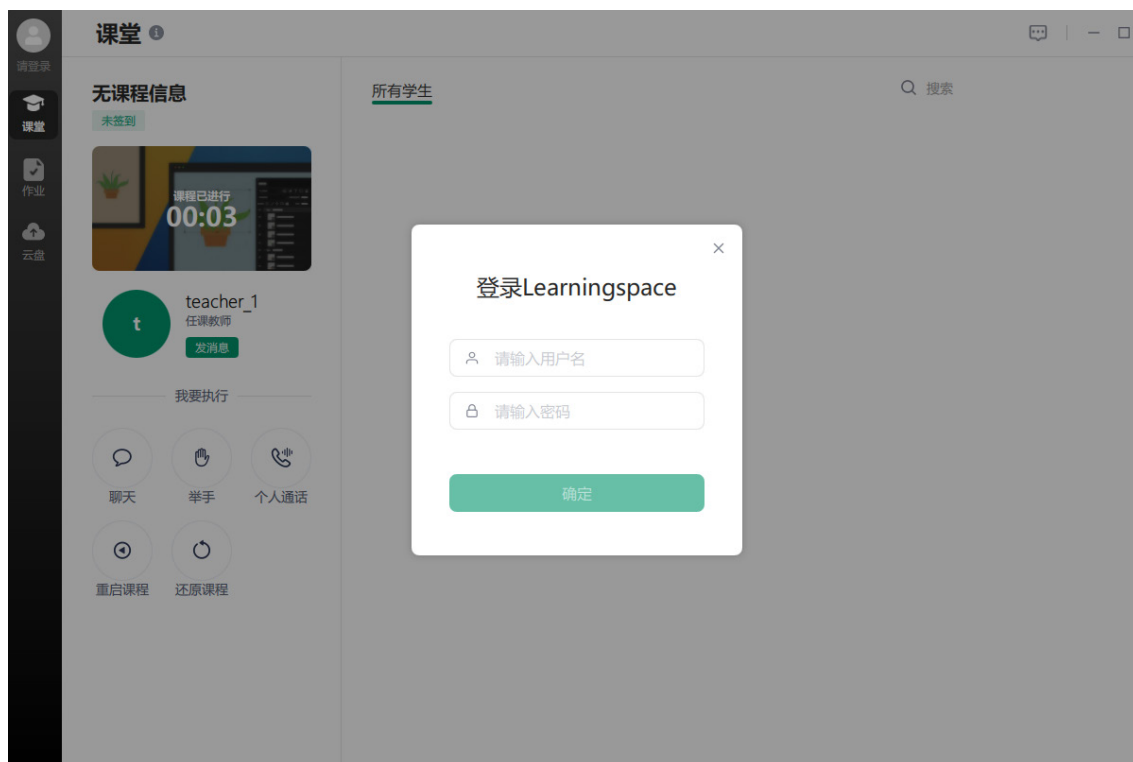 请登录
课堂
作业
云盘
课堂
无课程信息
未签到
课程已进行
00:03
t
teacher_1
任课教师
发消息
我要执行
聊天
举手
个人通话
重启课程
还原课程
所有学生
搜索
登录Learningspace
请输入用户名
请输入密码
确定